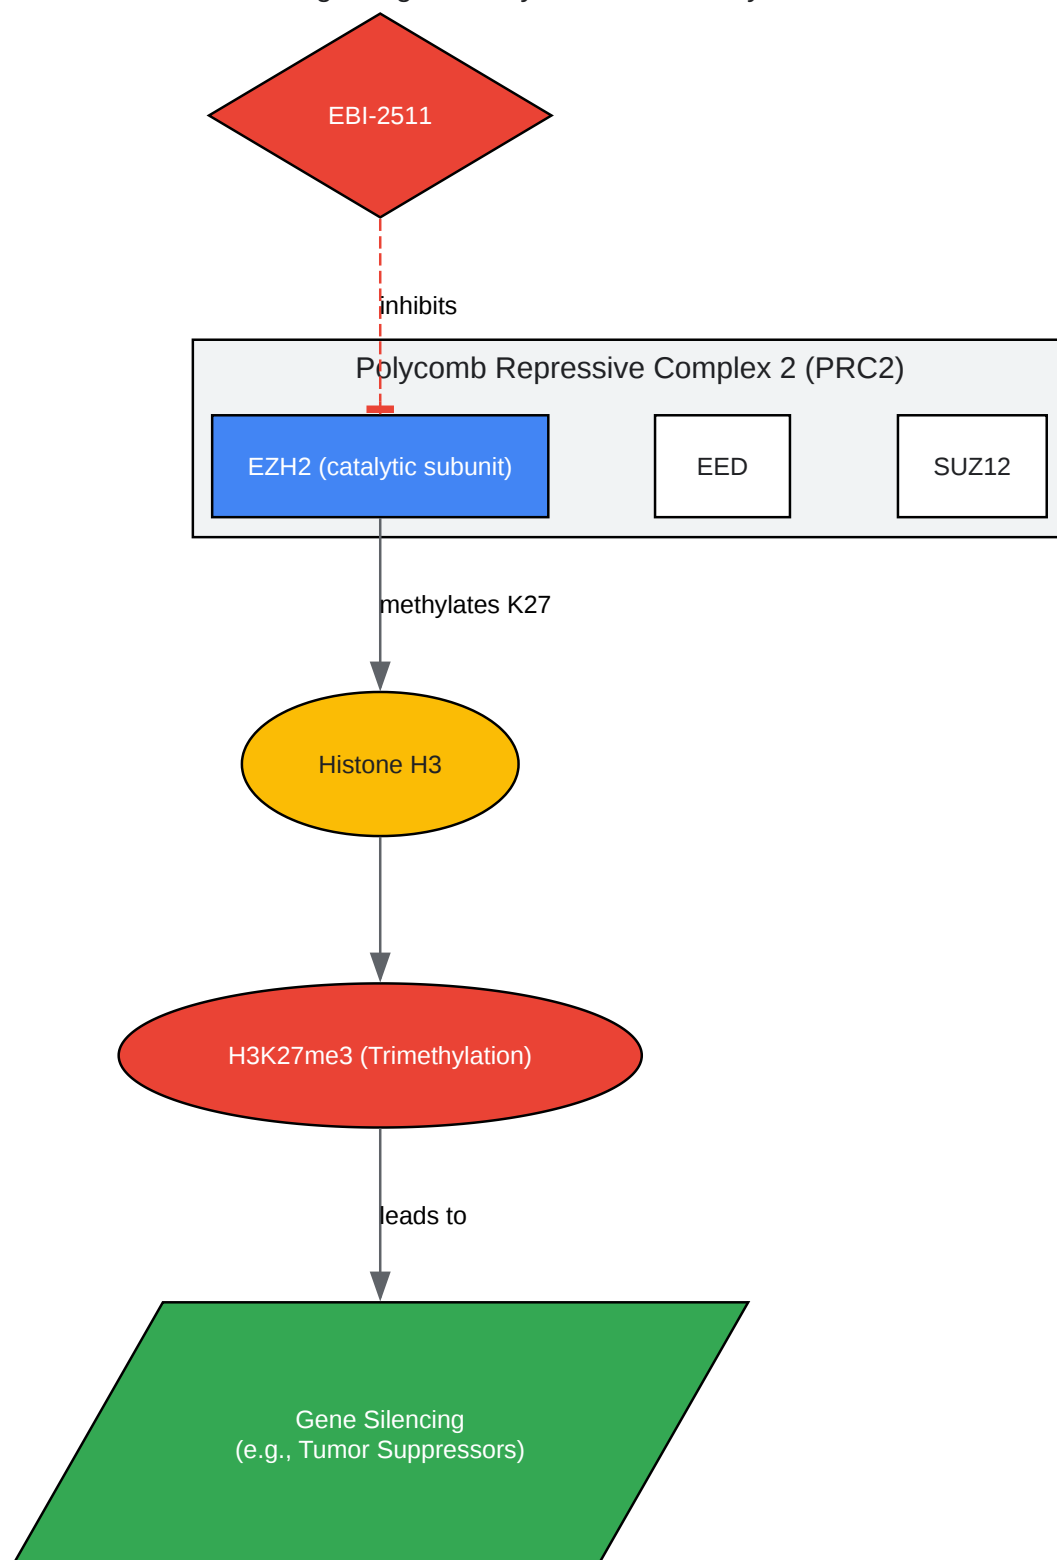 EBI-2511
inhibits
Polycomb Repressive Complex 2 (PRC2)
EZH2 (catalytic subunit)
EED
SUZ12
methylates K27
Histone H3
H3K27me3 (Trimethylation)
leads to
Gene Silencing
(e.g., Tumor Suppressors)